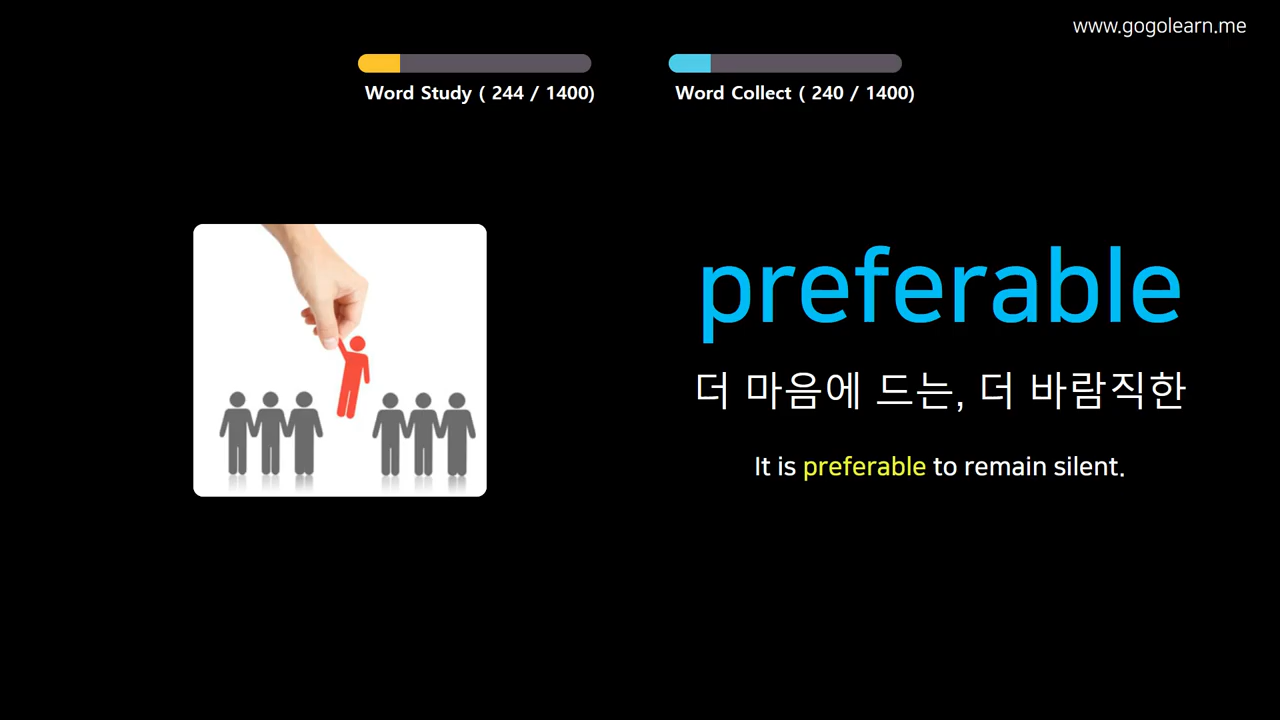 www.gogolearn.me
Word Study ( 244 / 1400)
Word Collect ( 240 / 1400)
preferable
더 마음에 드는, 더 바람직한
It is preferable to remain silent.